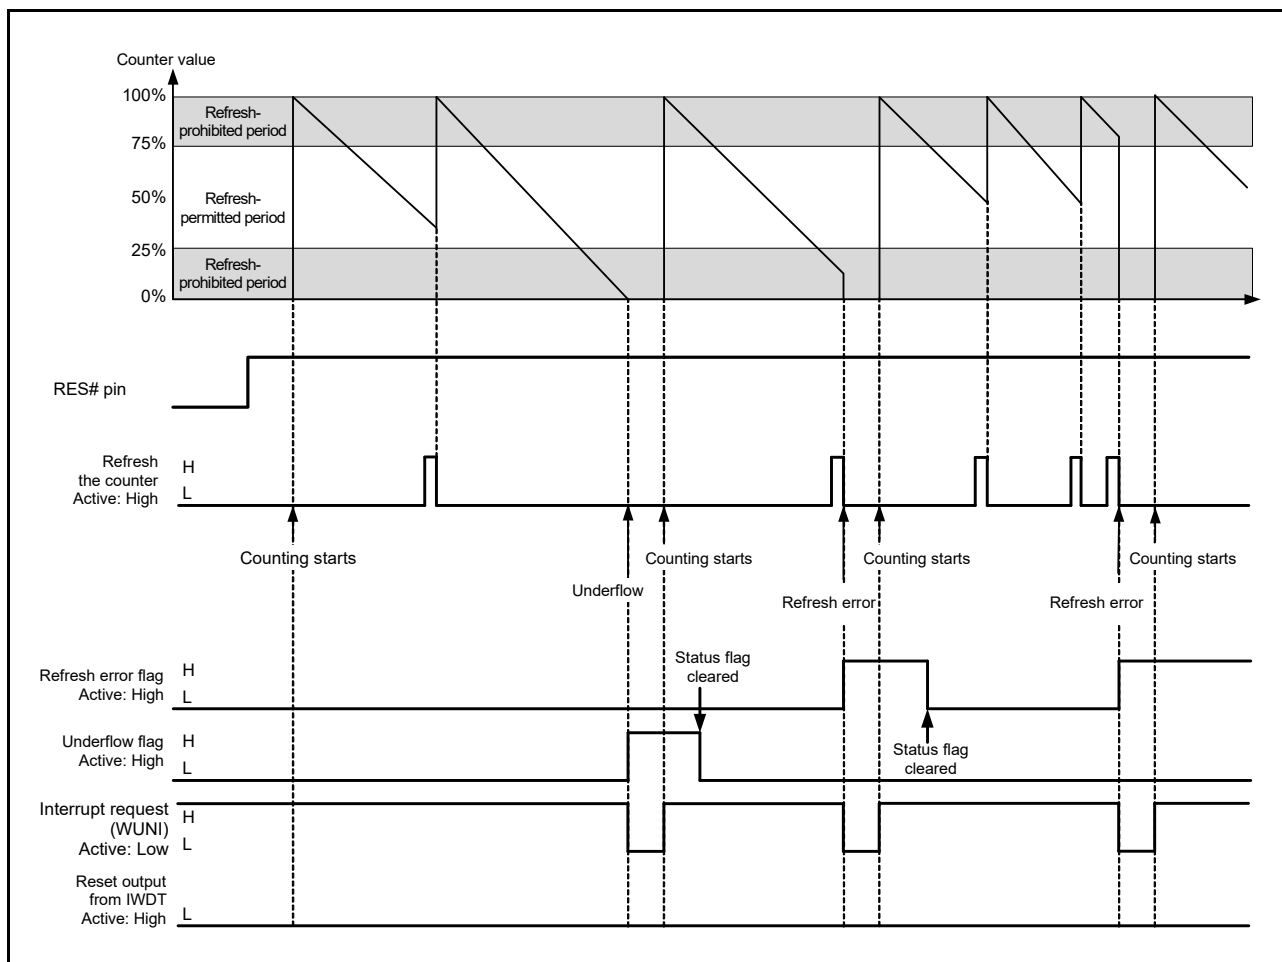 Counter value
100%
Refresh-
prohibited period
75%
50%
Refresh-
permitted period
25%
Refresh-
prohibited period
0%
RES# pin
Refresh
the counter
Active: High
H
L
Counting starts
Underflow
Counting starts
Refresh error
Counting starts
Refresh error
Counting starts
Refresh error flag
Active: High
H
L
Status flag
cleared
Status flag
cleared
Underflow flag
Active: High
H
L
Interrupt request
(WUNI)
Active: Low
H
L
Reset output
from IWDT
Active: High
L